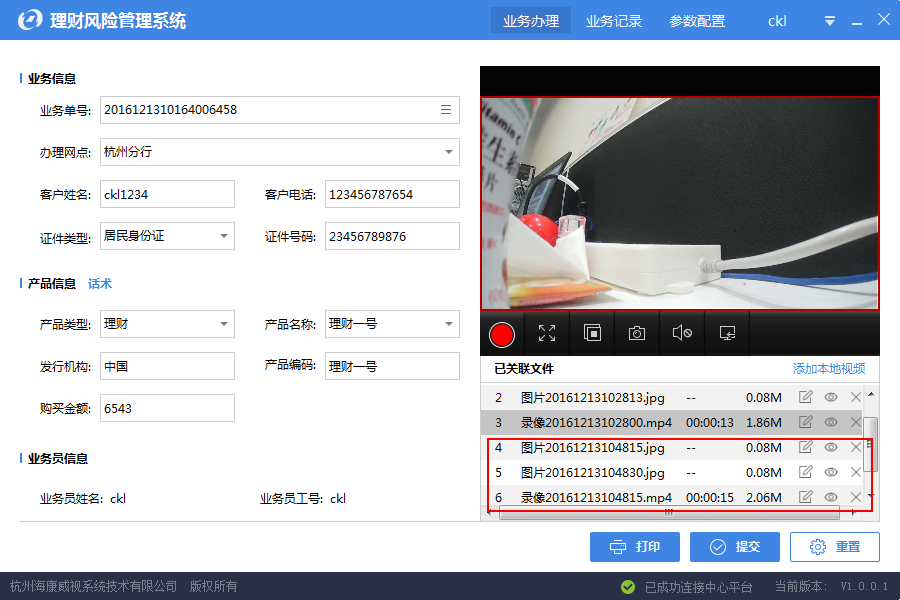 理财风险管理系统 业务办理 业务记录 参数配置 ckl
业务信息
业务单号: 2016121310164006458
办理网点: 杭州分行
客户姓名: ckl1234 客户电话: 123456787654
证件类型: 居民身份证 证件号码: 23456789876
产品信息 话术
产品类型: 理财 产品名称: 理财一号
发行机构: 中国 产品编码: 理财一号
购买金额: 6543
业务员信息
业务员姓名: ckl 业务员工号: ckl
itamin C
生素
片
已关联文件 添加本地视频
2 图片20161213102813.jpg -- 0.08M
3 录像20161213102800.mp4 00:00:13 1.86M
4 图片20161213104815.jpg -- 0.08M
5 图片20161213104830.jpg -- 0.08M
6 录像20161213104815.mp4 00:00:15 2.06M
打印 提交 重置
杭州海康威视系统技术有限公司 版权所有 已成功连接中心平台 当前版本: V1.0.0.1